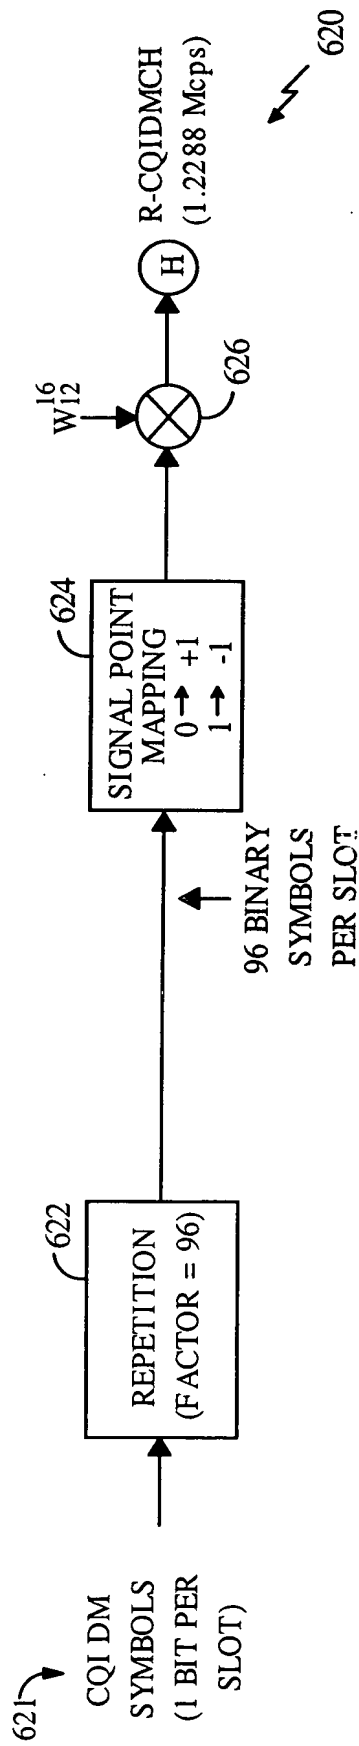 621
CQI DM
SYMBOLS
(1 BIT PER
SLOT)
622
REPETITION
(FACTOR = 96)
96 BINARY
SYMBOLS
PER SLOT
624
SIGNAL POINT
MAPPING
0 → +1
1 → -1
W 16 12
626
H
R-CQIDMCH
(1.2288 Mcps)
620